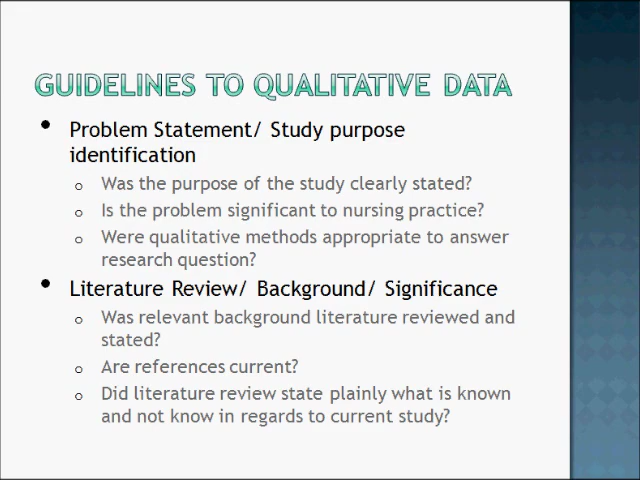 GUIDELINES TO QUALITATIVE DATA
• Problem Statement/ Study purpose
identification
o Was the purpose of the study clearly stated?
o Is the problem significant to nursing practice?
o Were qualitative methods appropriate to answer
research question?
• Literature Review/ Background/ Significance
o Was relevant background literature reviewed and
stated?
o Are references current?
o Did literature review state plainly what is known
and not know in regards to current study?